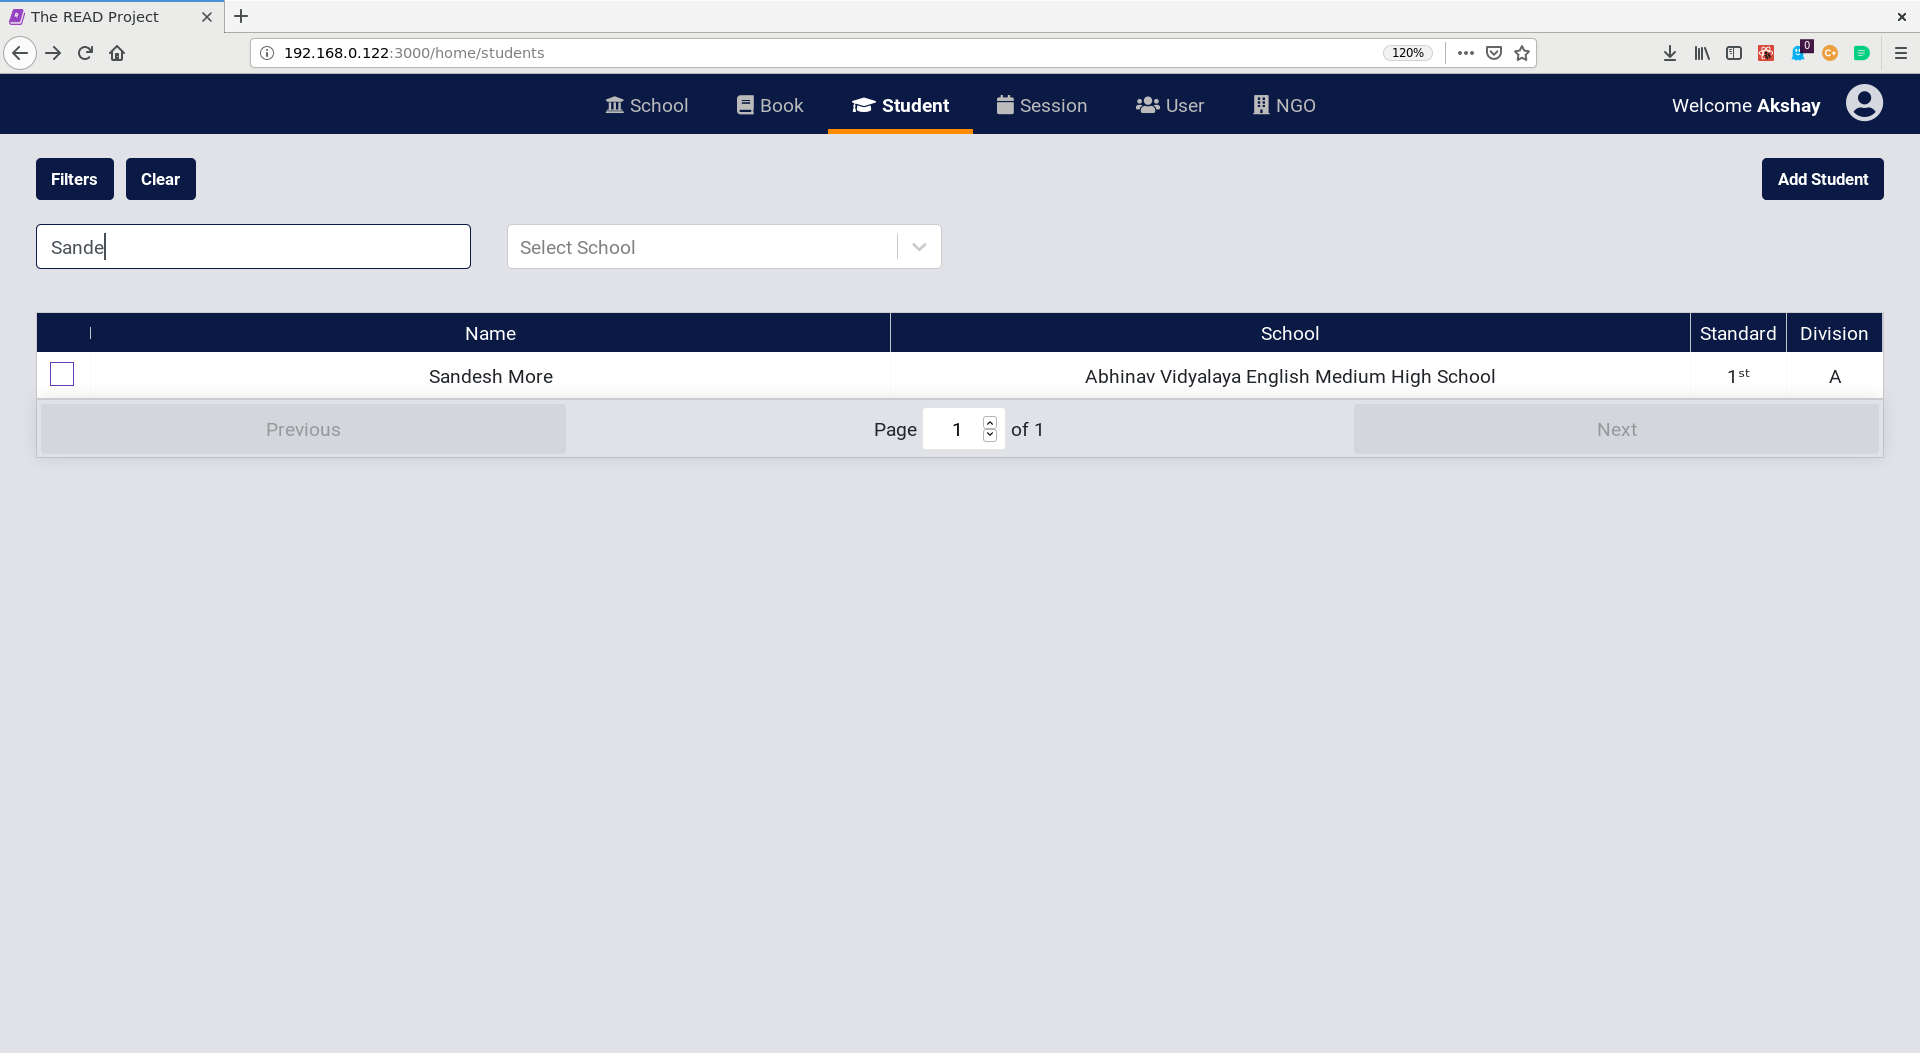 The READ Project
192.168.0.122:3000/home/students
120%
0
School Book Student Session User NGO Welcome Akshay
Filters Clear Add Student
Sande Select School
Name School Standard Division
Sandesh More Abhinav Vidyalaya English Medium High School 1st A
Previous Page 1 of 1 Next